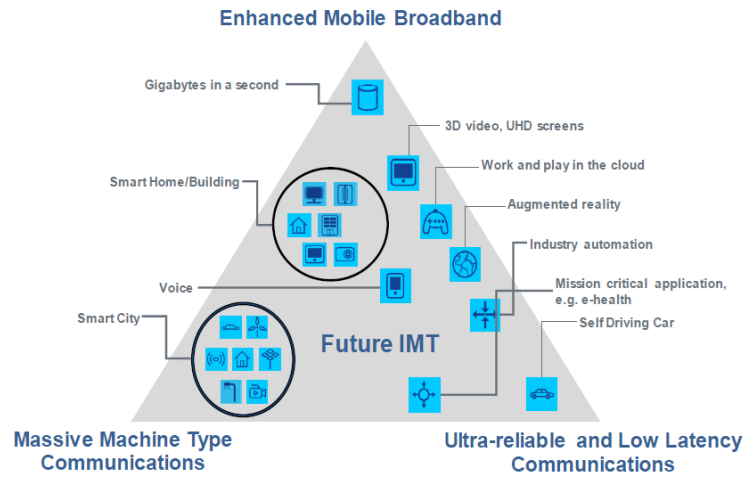 Enhanced Mobile Broadband
Gigabytes in a second
3D video, UHD screens
Work and play in the cloud
Smart Home/Building
Augmented reality
Industry automation
Voice
Mission critical application,
e.g. e-health
Smart City
Self Driving Car
Future IMT
Massive Machine Type
Communications
Ultra-reliable and Low Latency
Communications